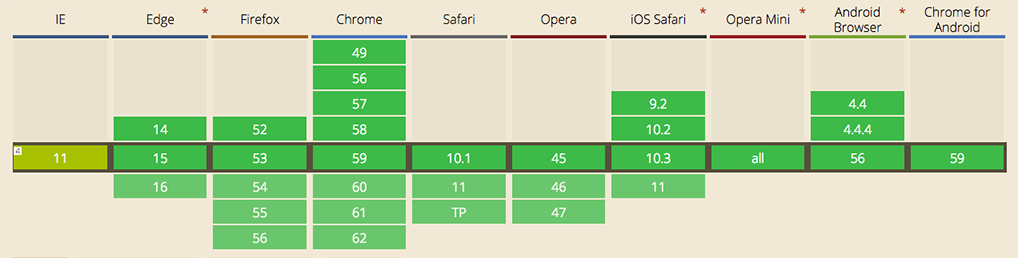 IE Edge * Firefox Chrome Safari Opera iOS Safari * Opera Mini * Android Browser * Chrome for Android
49
56
57 9.2 4.4
14 52 58 10.2 4.4.4
4 11 15 53 59 10.1 45 10.3 all 56 59
16 54 60 11 46 11
55 61 TP 47
56 62